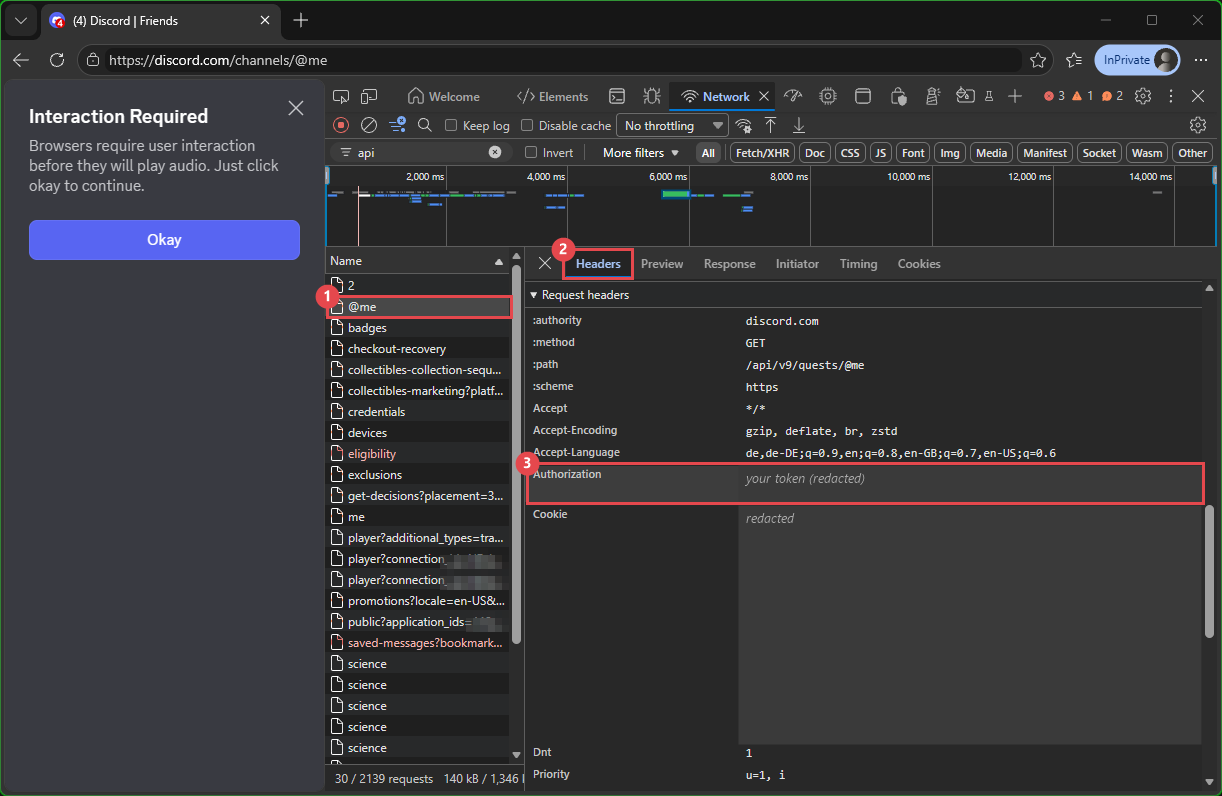 (4) Discord | Friends
https://discord.com/channels/@me
InPrivate
Interaction Required
Browsers require user interaction
before they will play audio. Just click
okay to continue.
Okay
Welcome
Elements
Network
3
1
2
Keep log
Disable cache
No throttling
api
Invert
More filters
All
Fetch/XHR
Doc
CSS
JS
Font
Img
Media
Manifest
Socket
Wasm
Other
2,000 ms
4,000 ms
6,000 ms
8,000 ms
10,000 ms
12,000 ms
14,000 ms
Name
2
1
@me
badges
checkout-recovery
collectibles-collection-sequ...
collectibles-marketing?platf...
credentials
devices
eligibility
exclusions
get-decisions?placement=3...
me
player?additional_types=tra...
player?connection_
player?connection_
promotions?locale=en-US&...
public?application_ids=
saved-messages?bookmark...
science
science
science
science
science
30 / 2139 requests
140 kB / 1,346
2
Headers
Preview
Response
Initiator
Timing
Cookies
Request headers
:authority
discord.com
:method
GET
:path
/api/v9/quests/@me
:scheme
https
Accept
*/*
Accept-Encoding
gzip, deflate, br, zstd
Accept-Language
de,de-DE;q=0.9,en;q=0.8,en-GB;q=0.7,en-US;q=0.6
3
Authorization
your token (redacted)
Cookie
redacted
Dnt
1
Priority
u=1, i